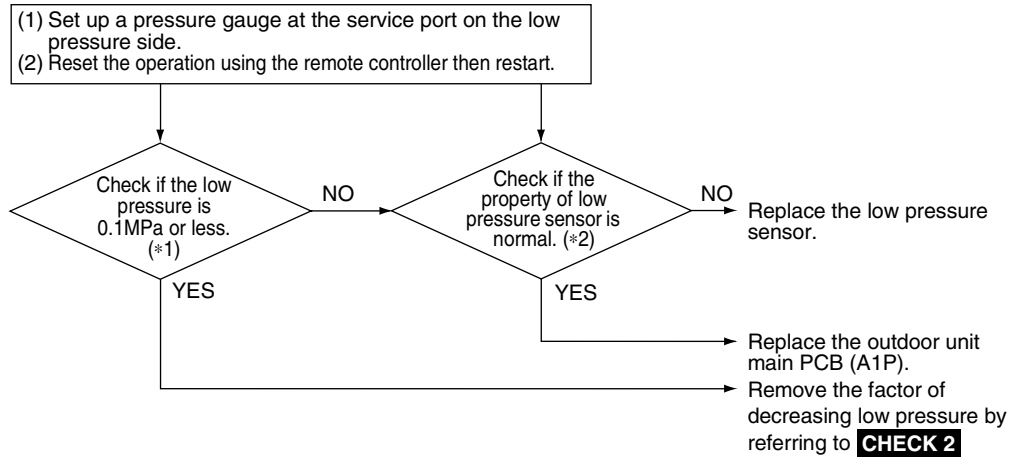 (1) Set up a pressure gauge at the service port on the low
pressure side.
(2) Reset the operation using the remote controller then restart.
Check if the low
pressure is
0.1MPa or less.
(*1)
NO
YES
Check if the
property of low
pressure sensor is
normal. (*2)
NO
YES
Replace the low pressure
sensor.
Replace the outdoor unit
main PCB (A1P).
Remove the factor of
decreasing low pressure by
referring to CHECK 2